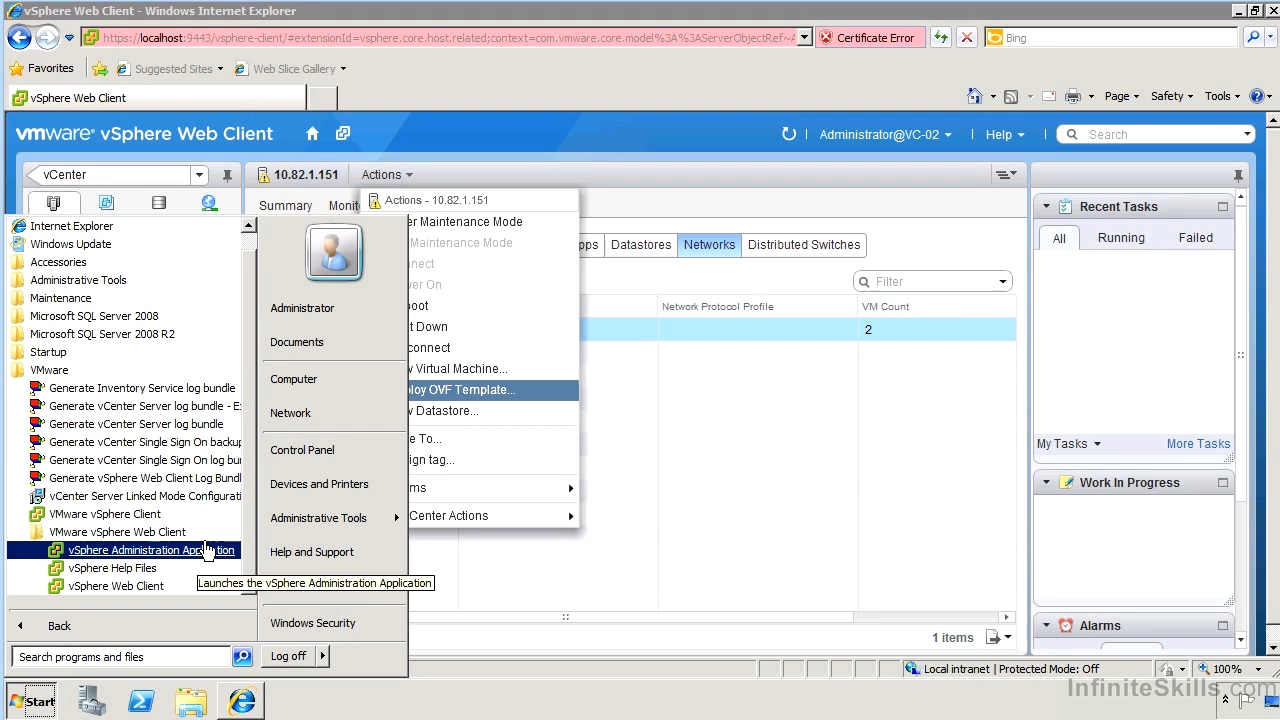 vSphere Web Client - Windows Internet Explorer
https://localhost:9443/vsphere-client/#extensionId=vsphere.core.host.related;context=com.vmware.core.model%3A%3AServerObjectRef~A
Certificate Error
Bing
Favorites
Suggested Sites
Web Slice Gallery
vSphere Web Client
Page
Safety
Tools
vmware® vSphere Web Client
Administrator@VC-02
Help
Search
vCenter
10.82.1.151
Actions
Summary
Monit
Actions - 10.82.1.151
er Maintenance Mode
Maintenance Mode
nect
er On
boot
t Down
connect
v Virtual Machine...
loy OVF Template...
v Datastore...
e To...
ign tag...
ms
Center Actions
pps
Datastores
Networks
Distributed Switches
Filter
Network Protocol Profile
VM Count
2
1 items
Recent Tasks
All
Running
Failed
My Tasks
More Tasks
Work In Progress
Alarms
Internet Explorer
Windows Update
Accessories
Administrative Tools
Maintenance
Microsoft SQL Server 2008
Microsoft SQL Server 2008 R2
Startup
VMware
Generate Inventory Service log bundle
Generate vCenter Server log bundle - E
Generate vCenter Server log bundle
Generate vCenter Single Sign On backup
Generate vCenter Single Sign On log bu
Generate vSphere Web Client Log Bund
vCenter Server Linked Mode Configurati
VMware vSphere Client
VMware vSphere Web Client
vSphere Administration Application
vSphere Help Files
vSphere Web Client
Launches the vSphere Administration Application
Back
Search programs and files
Administrator
Documents
Computer
Network
Control Panel
Devices and Printers
Administrative Tools
Help and Support
Windows Security
Log off
Local intranet | Protected Mode: Off
100%
Start
InfiniteSkills.com